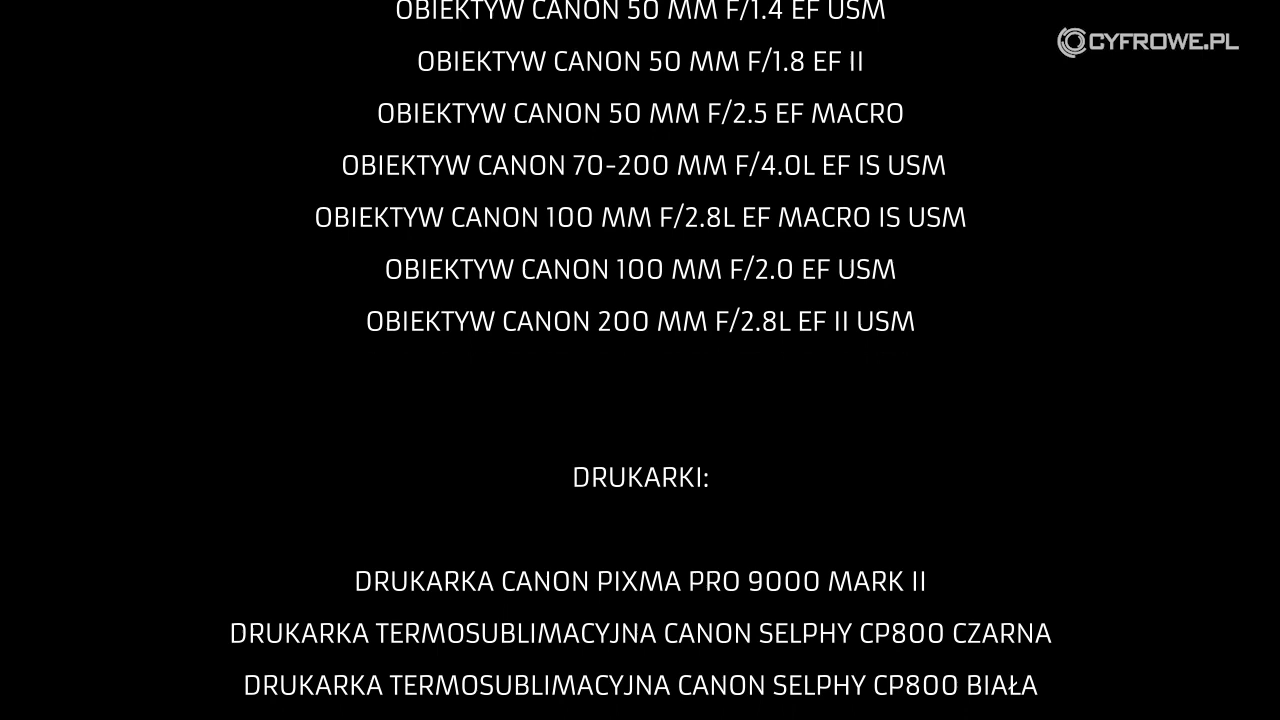 OBIEKTYW CANON 50 MM F/1.4 EF USM
CYFROWE.PL
OBIEKTYW CANON 50 MM F/1.8 EF II
OBIEKTYW CANON 50 MM F/2.5 EF MACRO
OBIEKTYW CANON 70-200 MM F/4.0L EF IS USM
OBIEKTYW CANON 100 MM F/2.8L EF MACRO IS USM
OBIEKTYW CANON 100 MM F/2.0 EF USM
OBIEKTYW CANON 200 MM F/2.8L EF II USM
DRUKARKI:
DRUKARKA CANON PIXMA PRO 9000 MARK II
DRUKARKA TERMOSUBLIMACYJNA CANON SELPHY CP800 CZARNA
DRUKARKA TERMOSUBLIMACYJNA CANON SELPHY CP800 BIAŁA